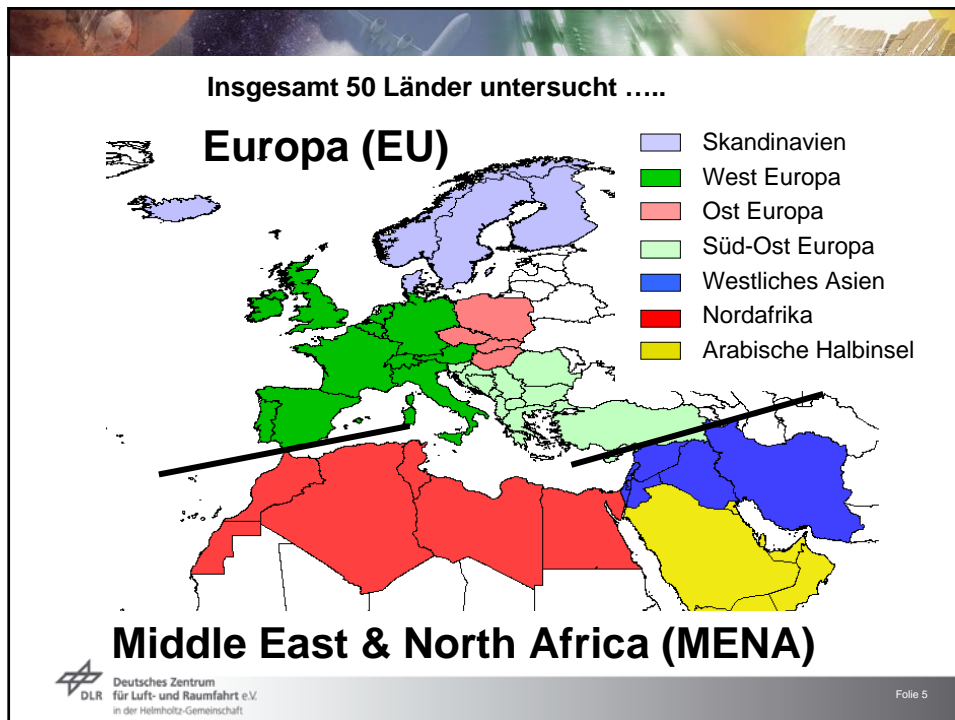 Insgesamt 50 Länder untersucht …..
Europa (EU)
Skandinavien
West Europa
Ost Europa
Süd-Ost Europa
Westliches Asien
Nordafrika
Arabische Halbinsel
Middle East & North Africa (MENA)
DLR
Deutsches Zentrum
für Luft- und Raumfahrt e.V.
in der Helmholtz-Gemeinschaft
Folie 5